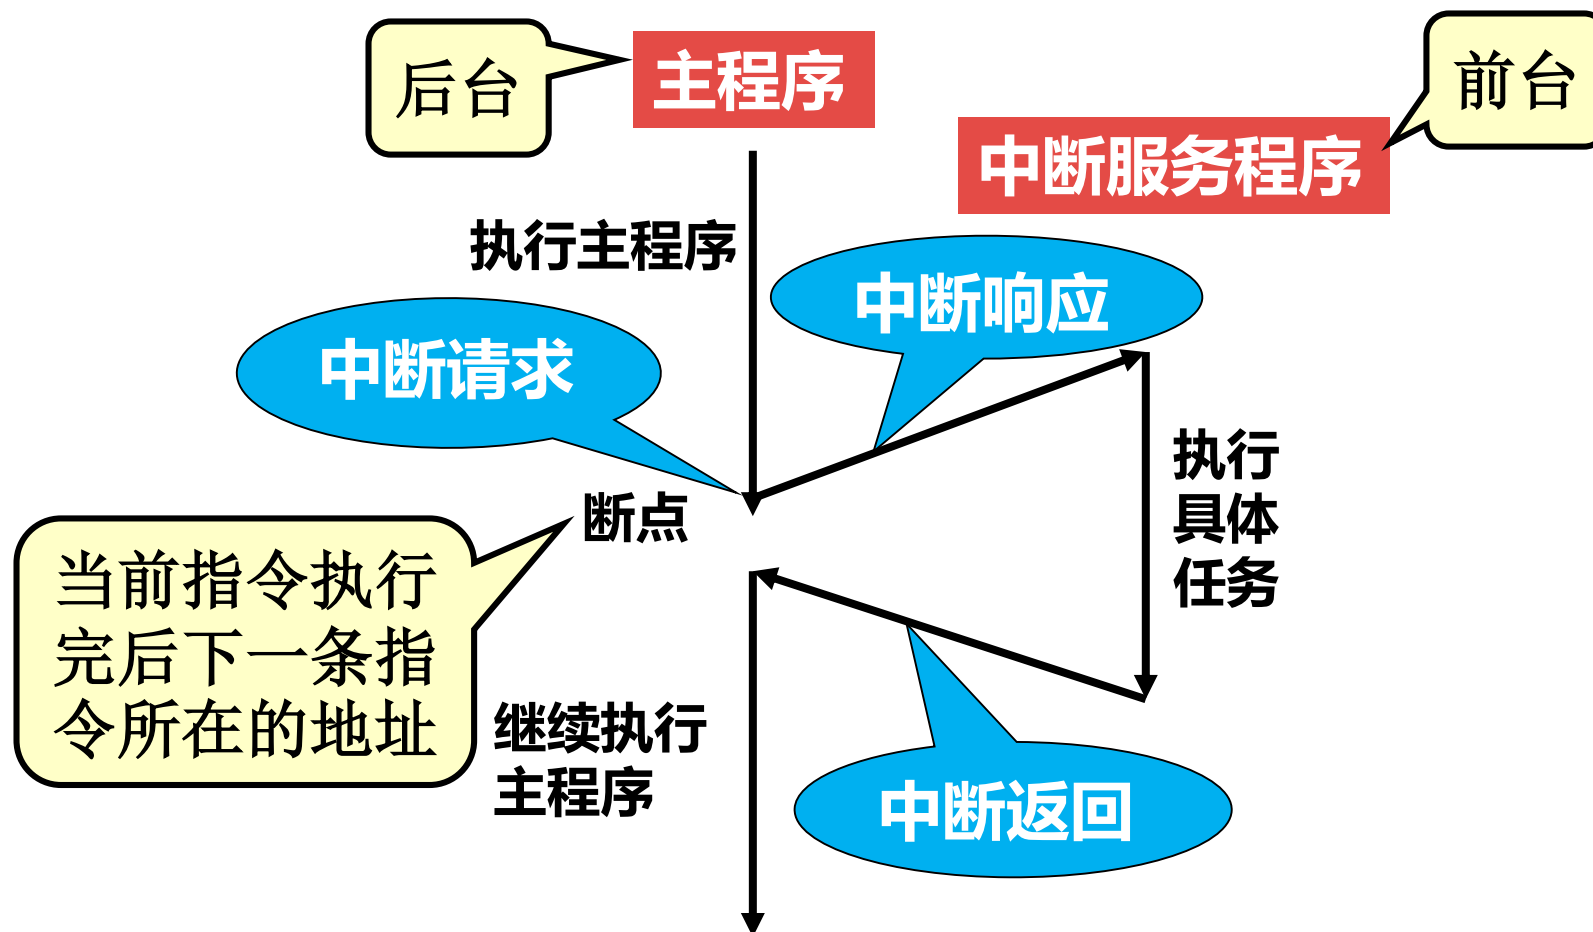 后台
主程序
前台
中断服务程序
执行主程序
中断响应
中断请求
执行
具体
任务
断点
当前指令执行
完后下一条指
令所在的地址
继续执行
主程序
中断返回